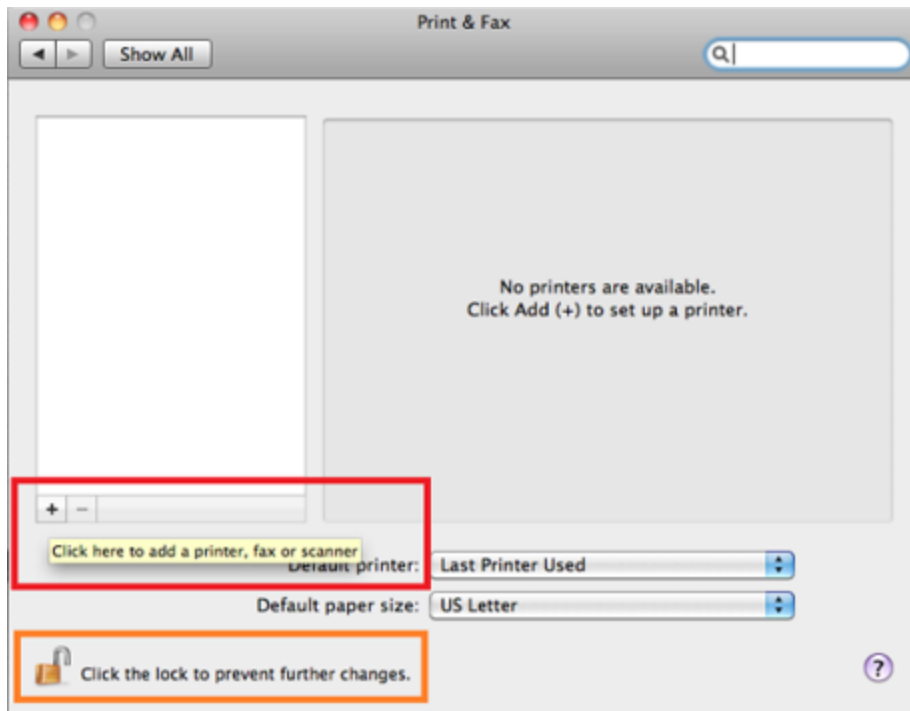 Print & Fax
Show All
No printers are available.
Click Add (+) to set up a printer.
+ −
Click here to add a printer, fax or scanner
Default printer: Last Printer Used
Default paper size: US Letter
Click the lock to prevent further changes.
?